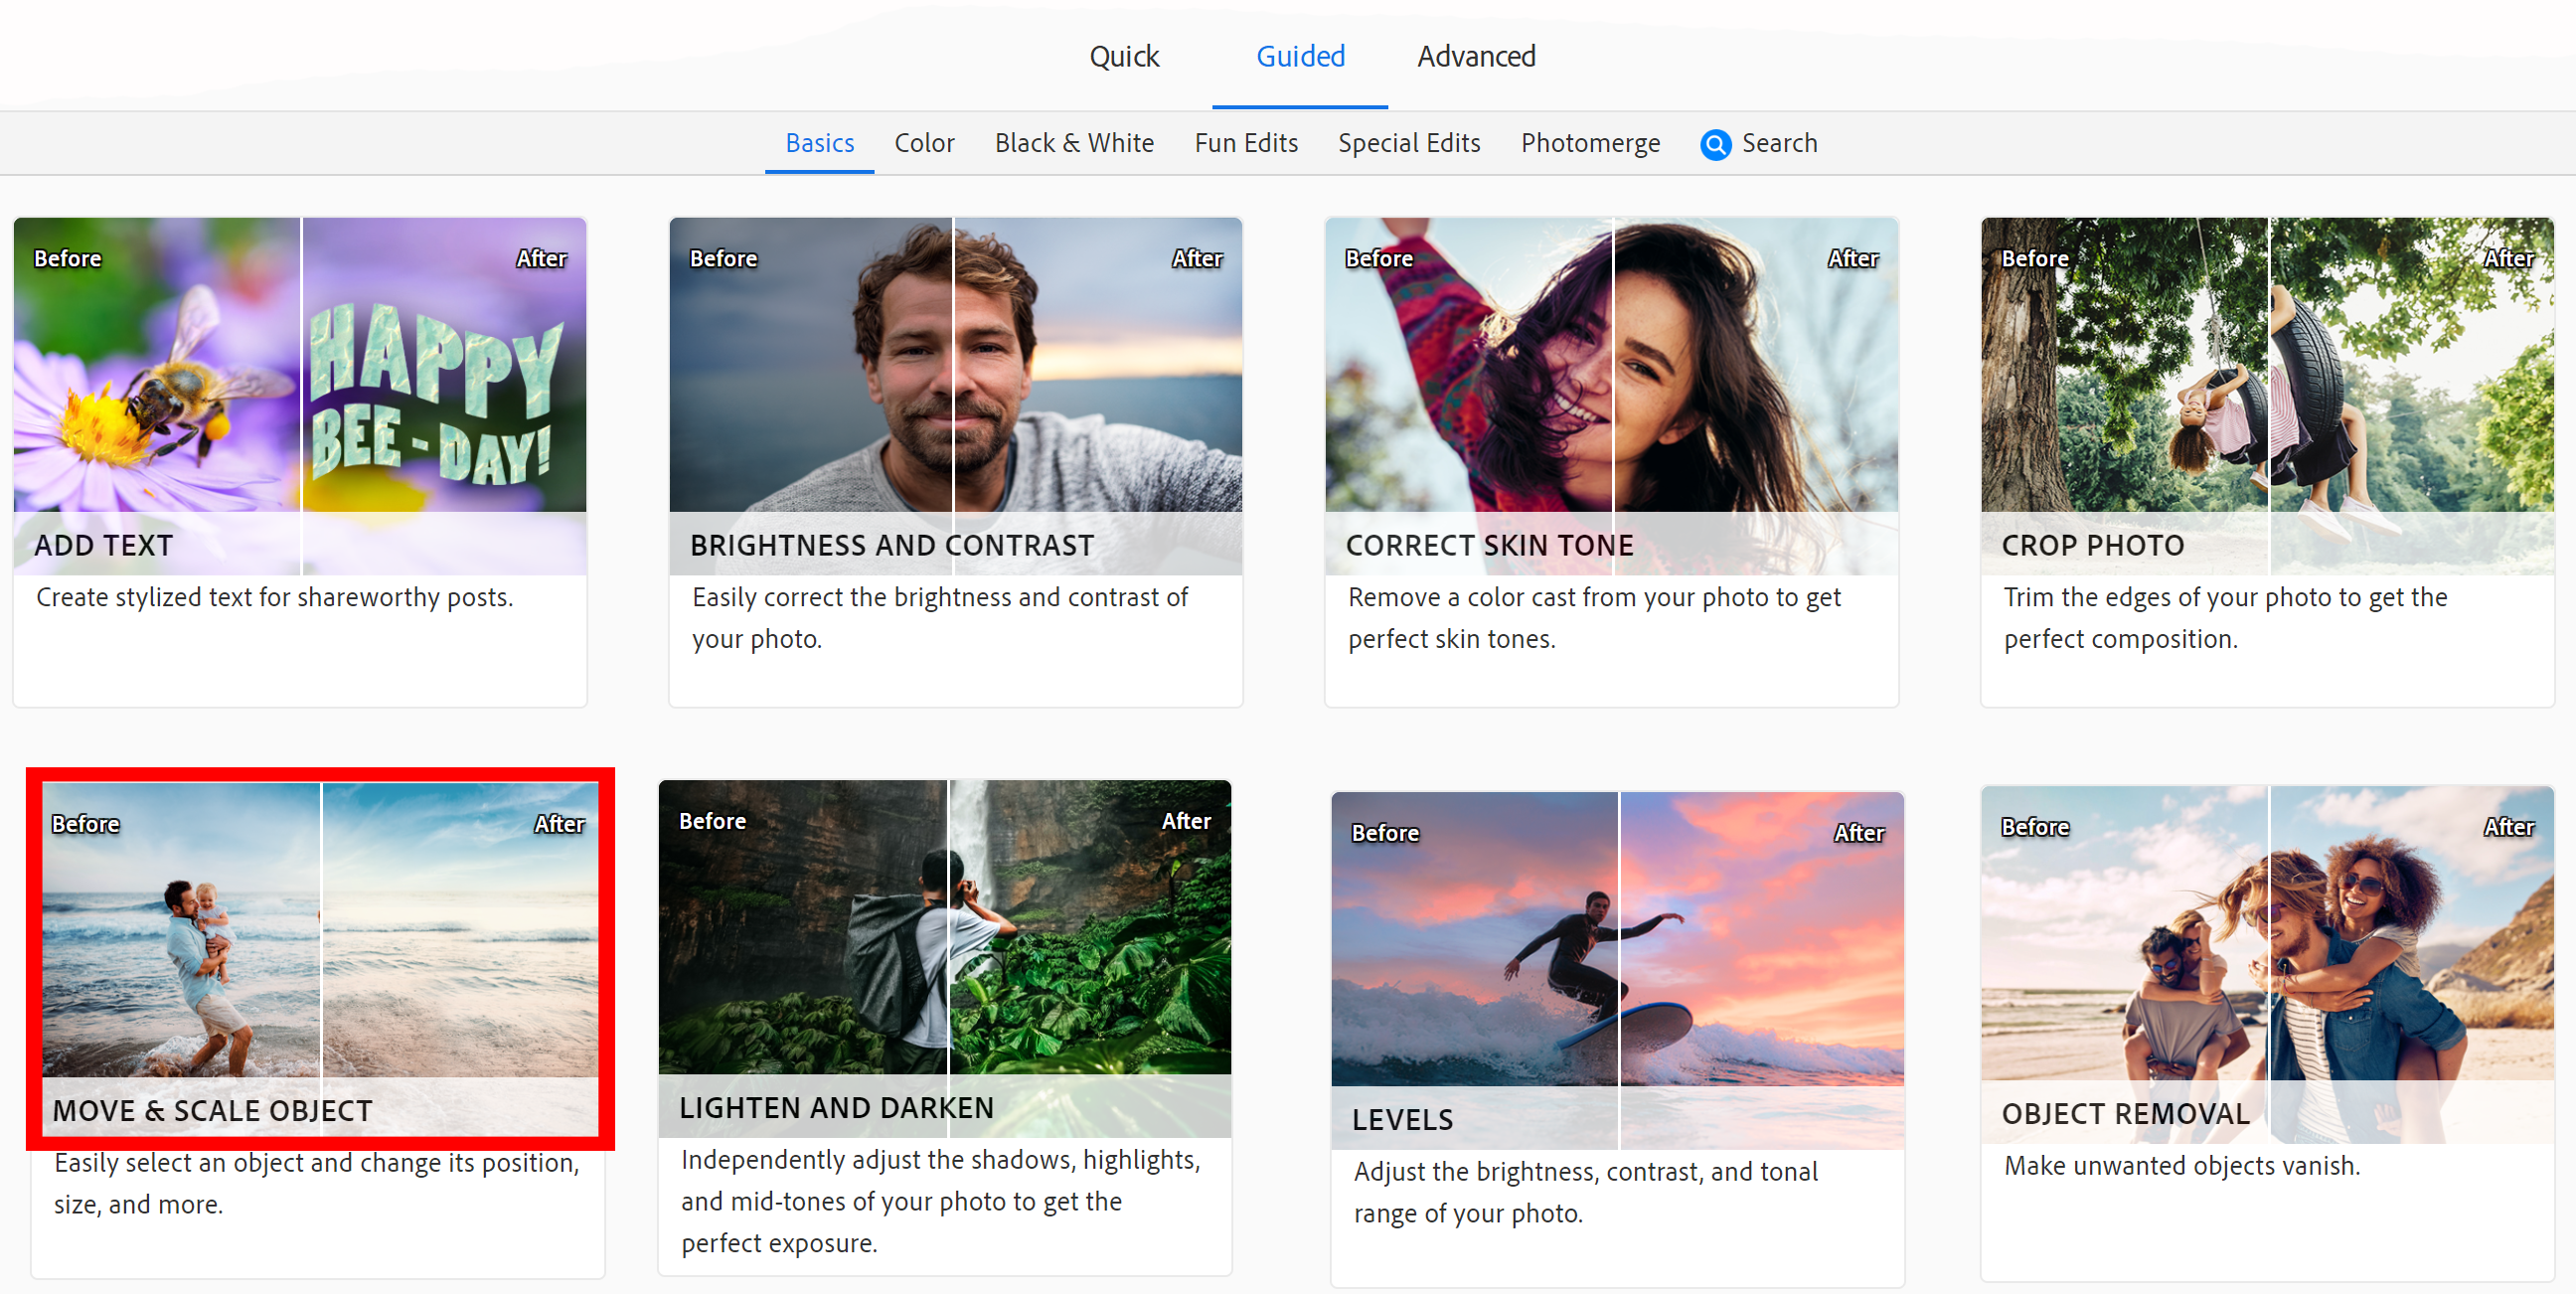 Quick Guided Advanced
Basics Color Black & White Fun Edits Special Edits Photomerge Search
Before After
HAPPY
BEE - DAY!
ADD TEXT
Create stylized text for shareworthy posts.
Before After
BRIGHTNESS AND CONTRAST
Easily correct the brightness and contrast of
your photo.
Before After
CORRECT SKIN TONE
Remove a color cast from your photo to get
perfect skin tones.
Before After
CROP PHOTO
Trim the edges of your photo to get the
perfect composition.
Before After
MOVE & SCALE OBJECT
Easily select an object and change its position,
size, and more.
Before After
LIGHTEN AND DARKEN
Independently adjust the shadows, highlights,
and mid-tones of your photo to get the
perfect exposure.
Before After
LEVELS
Adjust the brightness, contrast, and tonal
range of your photo.
Before After
OBJECT REMOVAL
Make unwanted objects vanish.